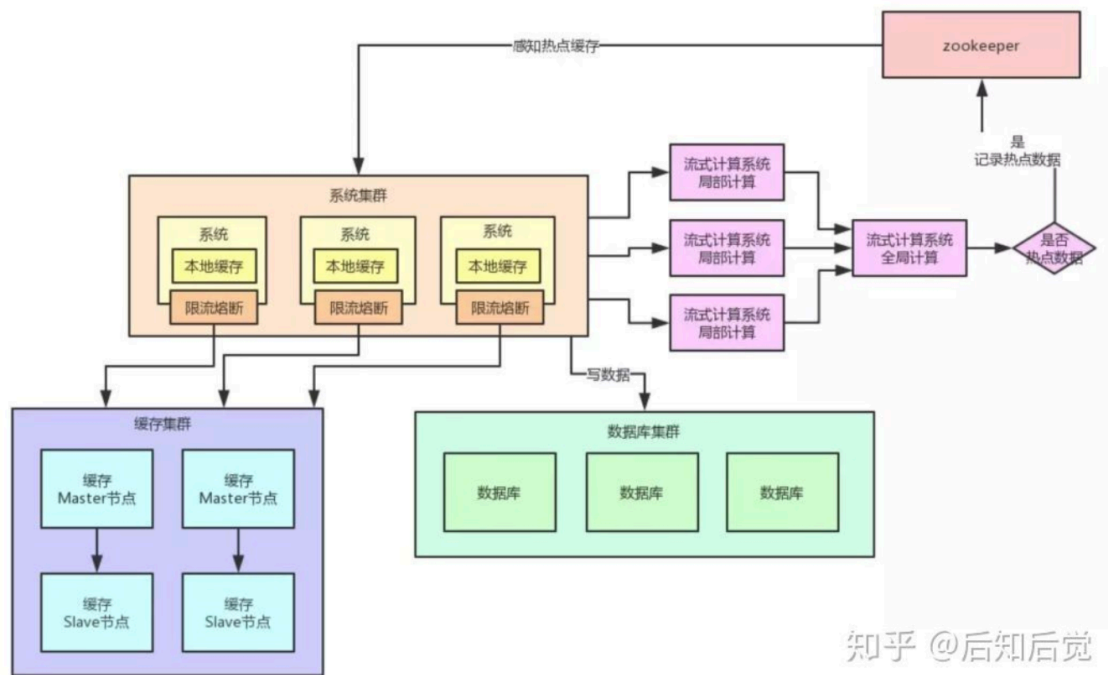 感知热点缓存
zookeeper
是
记录热点数据
系统集群
系统
本地缓存
限流熔断
系统
本地缓存
限流熔断
系统
本地缓存
限流熔断
流式计算系统
局部计算
流式计算系统
局部计算
流式计算系统
局部计算
流式计算系统
全局计算
是否
热点数据
写数据
缓存集群
缓存
Master节点
缓存
Master节点
缓存
Slave节点
缓存
Slave节点
数据库集群
数据库
数据库
数据库
知乎 @后知后觉